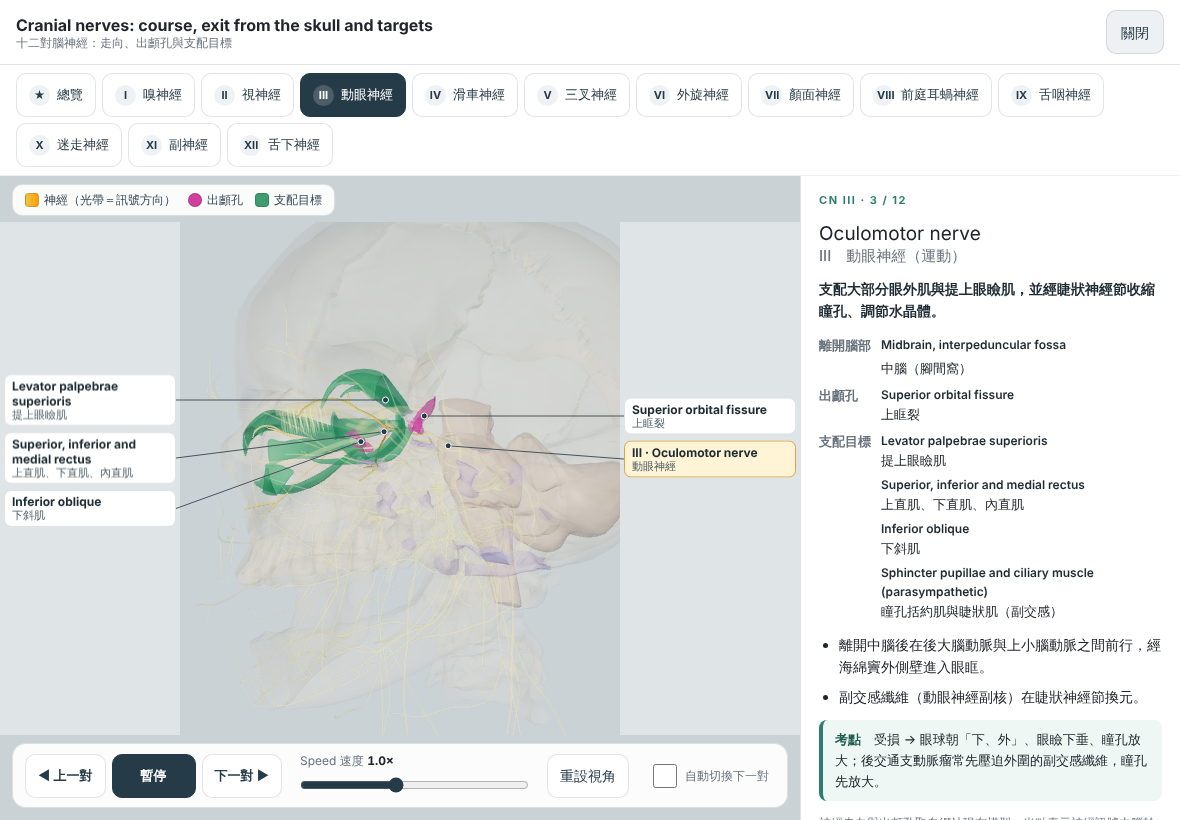 Cranial nerves: course, exit from the skull and targets
十二對腦神經：走向、出顱孔與支配目標
關閉
★ 總覽
I 嗅神經
II 視神經
III 動眼神經
IV 滑車神經
V 三叉神經
VI 外旋神經
VII 顏面神經
VIII 前庭耳蝸神經
IX 舌咽神經
X 迷走神經
XI 副神經
XII 舌下神經
神經（光帶＝訊號方向） 出顱孔 支配目標
Levator palpebrae
superioris
提上眼瞼肌
Superior, inferior and
medial rectus
上直肌、下直肌、內直肌
Inferior oblique
下斜肌
Superior orbital fissure
上眶裂
III · Oculomotor nerve
動眼神經
◀ 上一對
暫停
下一對 ▶
Speed 速度 1.0×
重設視角
自動切換下一對
CN III · 3 / 12
Oculomotor nerve
III 動眼神經（運動）
支配大部分眼外肌與提上眼瞼肌，並經睫狀神經節收縮
瞳孔、調節水晶體。
離開腦部 Midbrain, interpeduncular fossa
中腦（腳間窩）
出顱孔 Superior orbital fissure
上眶裂
支配目標 Levator palpebrae superioris
提上眼瞼肌
Superior, inferior and medial rectus
上直肌、下直肌、內直肌
Inferior oblique
下斜肌
Sphincter pupillae and ciliary muscle
(parasympathetic)
瞳孔括約肌與睫狀肌（副交感）
• 離開中腦後在後大腦動脈與上小腦動脈之間前行，經
海綿竇外側壁進入眼眶。
• 副交感纖維（動眼神經副核）在睫狀神經節換元。
考點 受損 → 眼球朝「下、外」、眼瞼下垂、瞳孔放
大；後交通支動脈瘤常先壓迫外圍的副交感纖維，瞳孔
先放大。